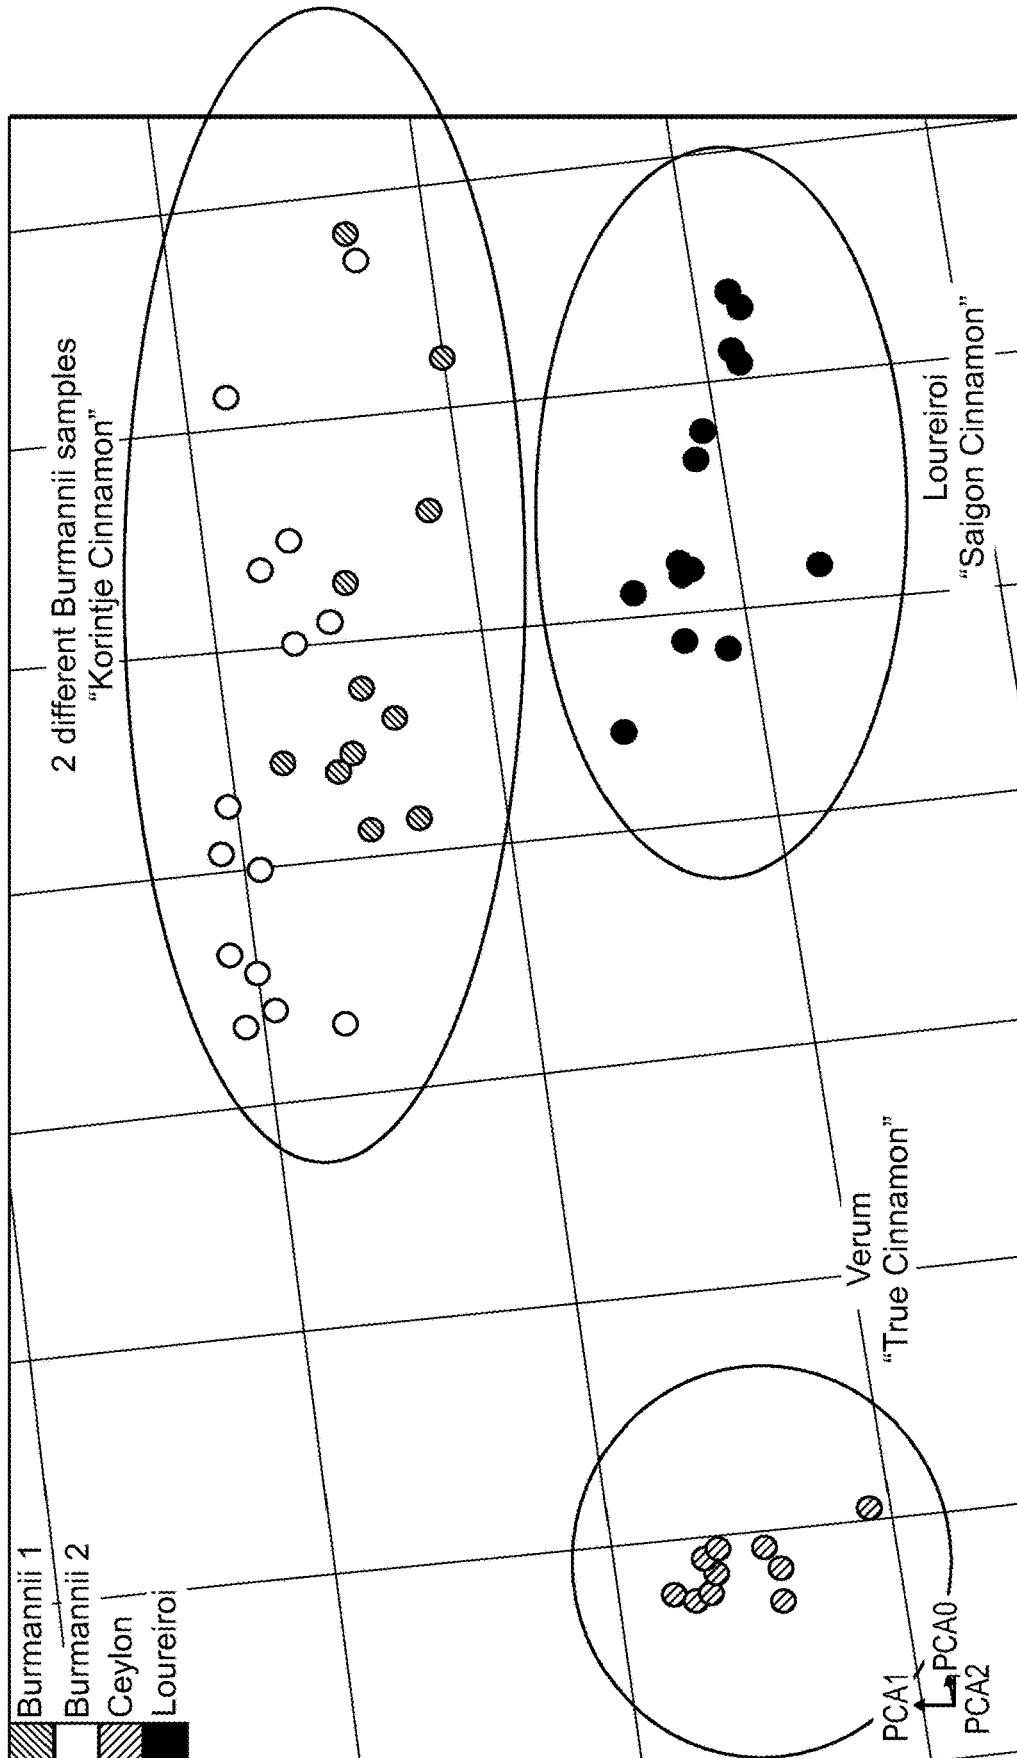 Burmannii 1
Burmannii 2
Ceylon
Loureiroi
2 different Burmannii samples
“Korintje Cinnamon”
Loureiroi
“Saigon Cinnamon”
Verum
“True Cinnamon”
PCA1
PCA0
PCA2